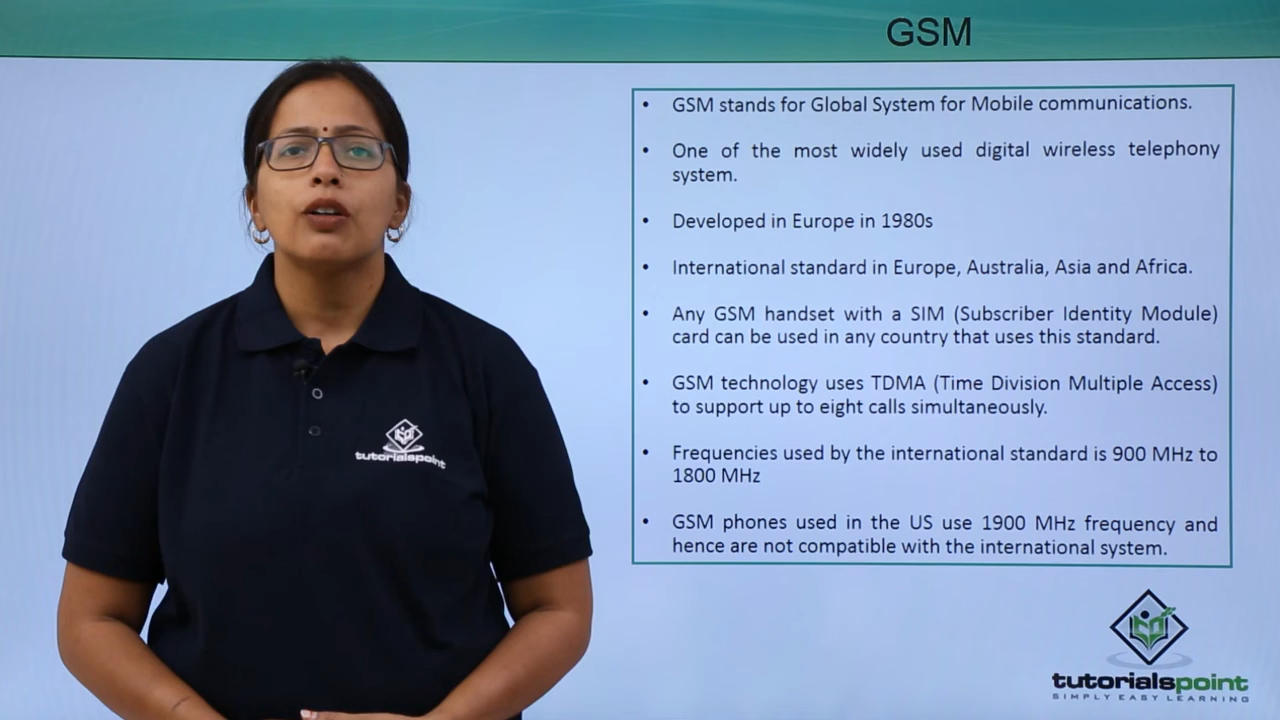 GSM
• GSM stands for Global System for Mobile communications.
• One of the most widely used digital wireless telephony
system.
• Developed in Europe in 1980s
• International standard in Europe, Australia, Asia and Africa.
• Any GSM handset with a SIM (Subscriber Identity Module)
card can be used in any country that uses this standard.
• GSM technology uses TDMA (Time Division Multiple Access)
to support up to eight calls simultaneously.
• Frequencies used by the international standard is 900 MHz to
1800 MHz
• GSM phones used in the US use 1900 MHz frequency and
hence are not compatible with the international system.
tutorialspoint
tutorialspoint
SIMPLY EASY LEARNING